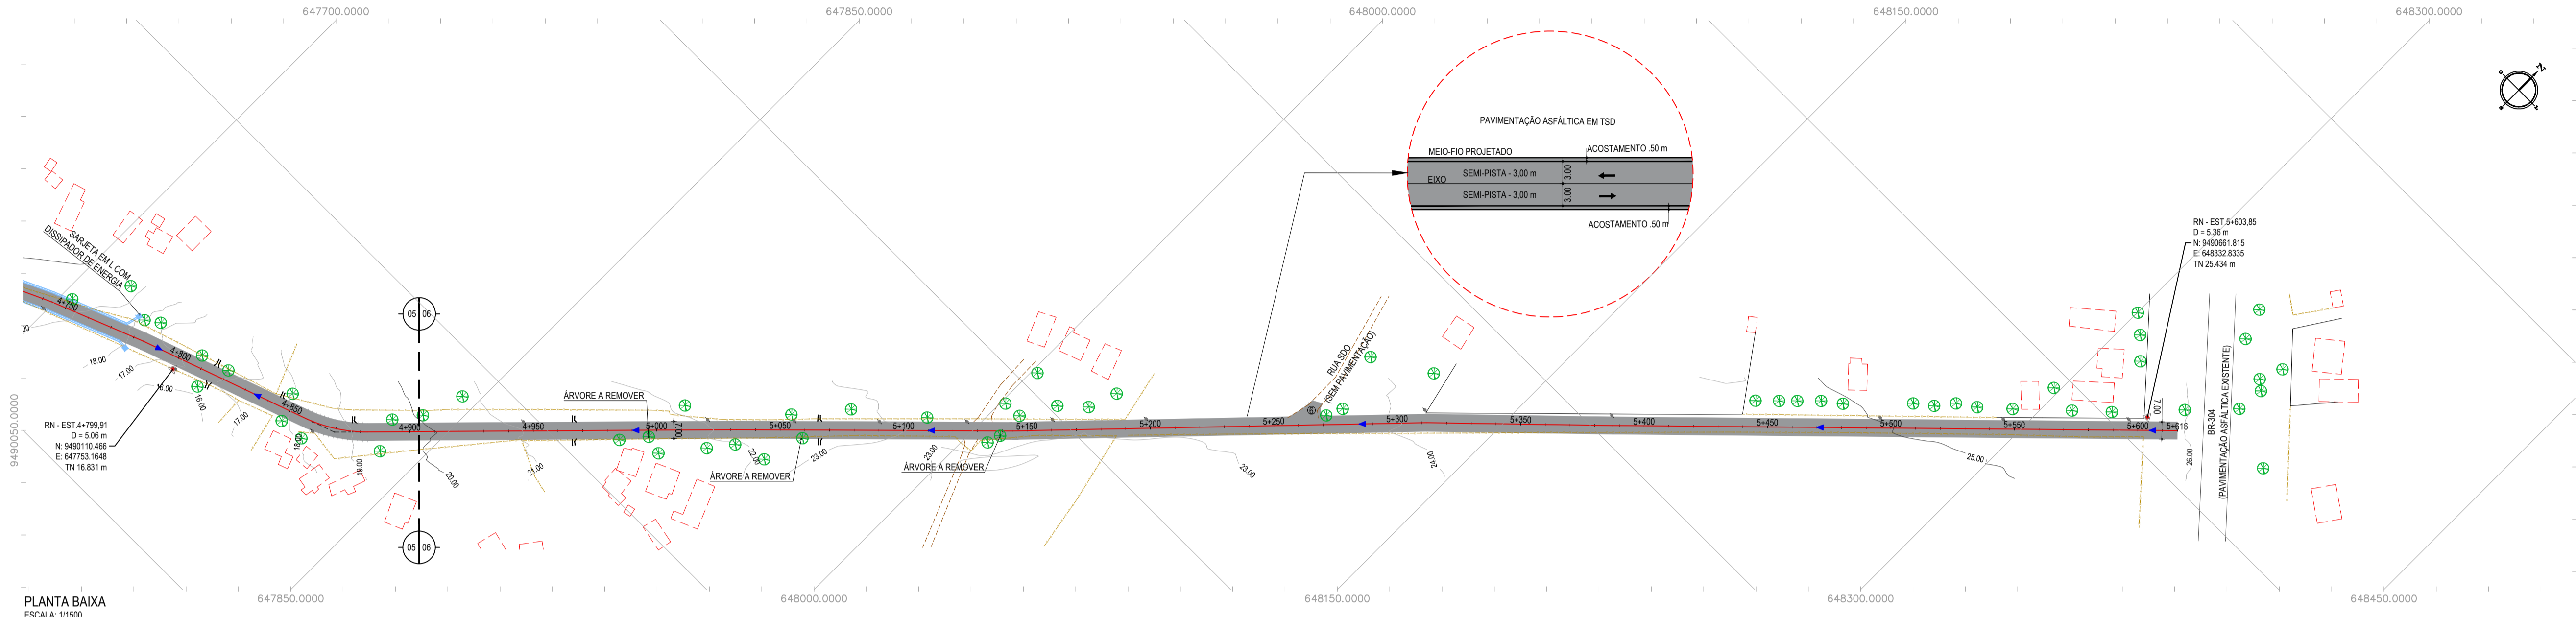 647700.0000
647850.0000
648000.0000
648150.0000
648300.0000
Z
PAVIMENTAÇÃO ASFÁLTICA EM TSD
MEIO-FIO PROJETADO
ACOSTAMENTO .50 m
EIXO
SEMI-PISTA - 3,00 m
3.00
SEMI-PISTA - 3,00 m
3.00
ACOSTAMENTO .50 m
RN - EST.5+603,85
D = 5.36 m
N: 9490661.815
E: 648332.8335
TN 25.434 m
SARJETA EM L COM
DISSIPADOR DE ENERGIA
4+750
4+800
4+850
18.00
17.00
16.00
16.00
17.00
18.00
19.00
20.00
21.00
22.00
23.00
23.00
23.00
24.00
25.00
26.00
RN - EST.4+799,91
D = 5.06 m
N: 9490110.466
E: 647753.1648
TN 16.831 m
9490050.0000
05
06
05
06
4+900
4+950
5+000
5+050
5+100
5+150
5+200
5+250
5+300
5+350
5+400
5+450
5+500
5+550
5+600
5+616
7.00
7.00
ÁRVORE A REMOVER
ÁRVORE A REMOVER
ÁRVORE A REMOVER
6
RUA SDO
(SEM PAVIMENTAÇÃO)
BR-304
(PAVIMENTAÇÃO ASFÁLTICA EXISTENTE)
647850.0000
648000.0000
648150.0000
648300.0000
648450.0000
PLANTA BAIXA
ESCALA: 1/1500